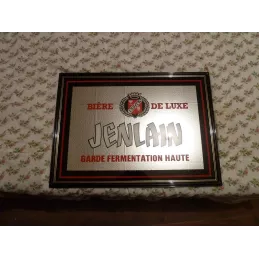 BIÈRE DE LUXE
JENLAIN
GARDE FERMENTATION HAUTE